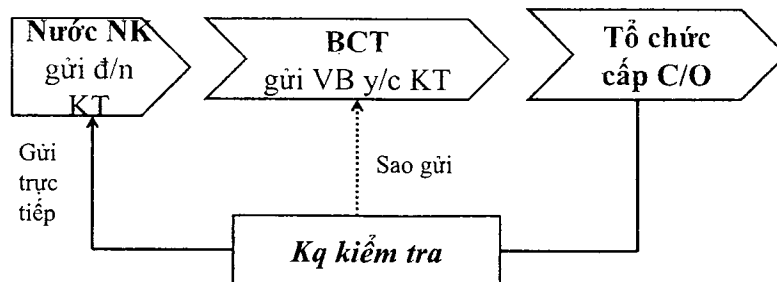 Nước NK
gửi đ/n
KT
BCT
gửi VB y/c KT
Tổ chức
cấp C/O
Gửi
trực
tiếp
Sao gửi
Kq kiểm tra